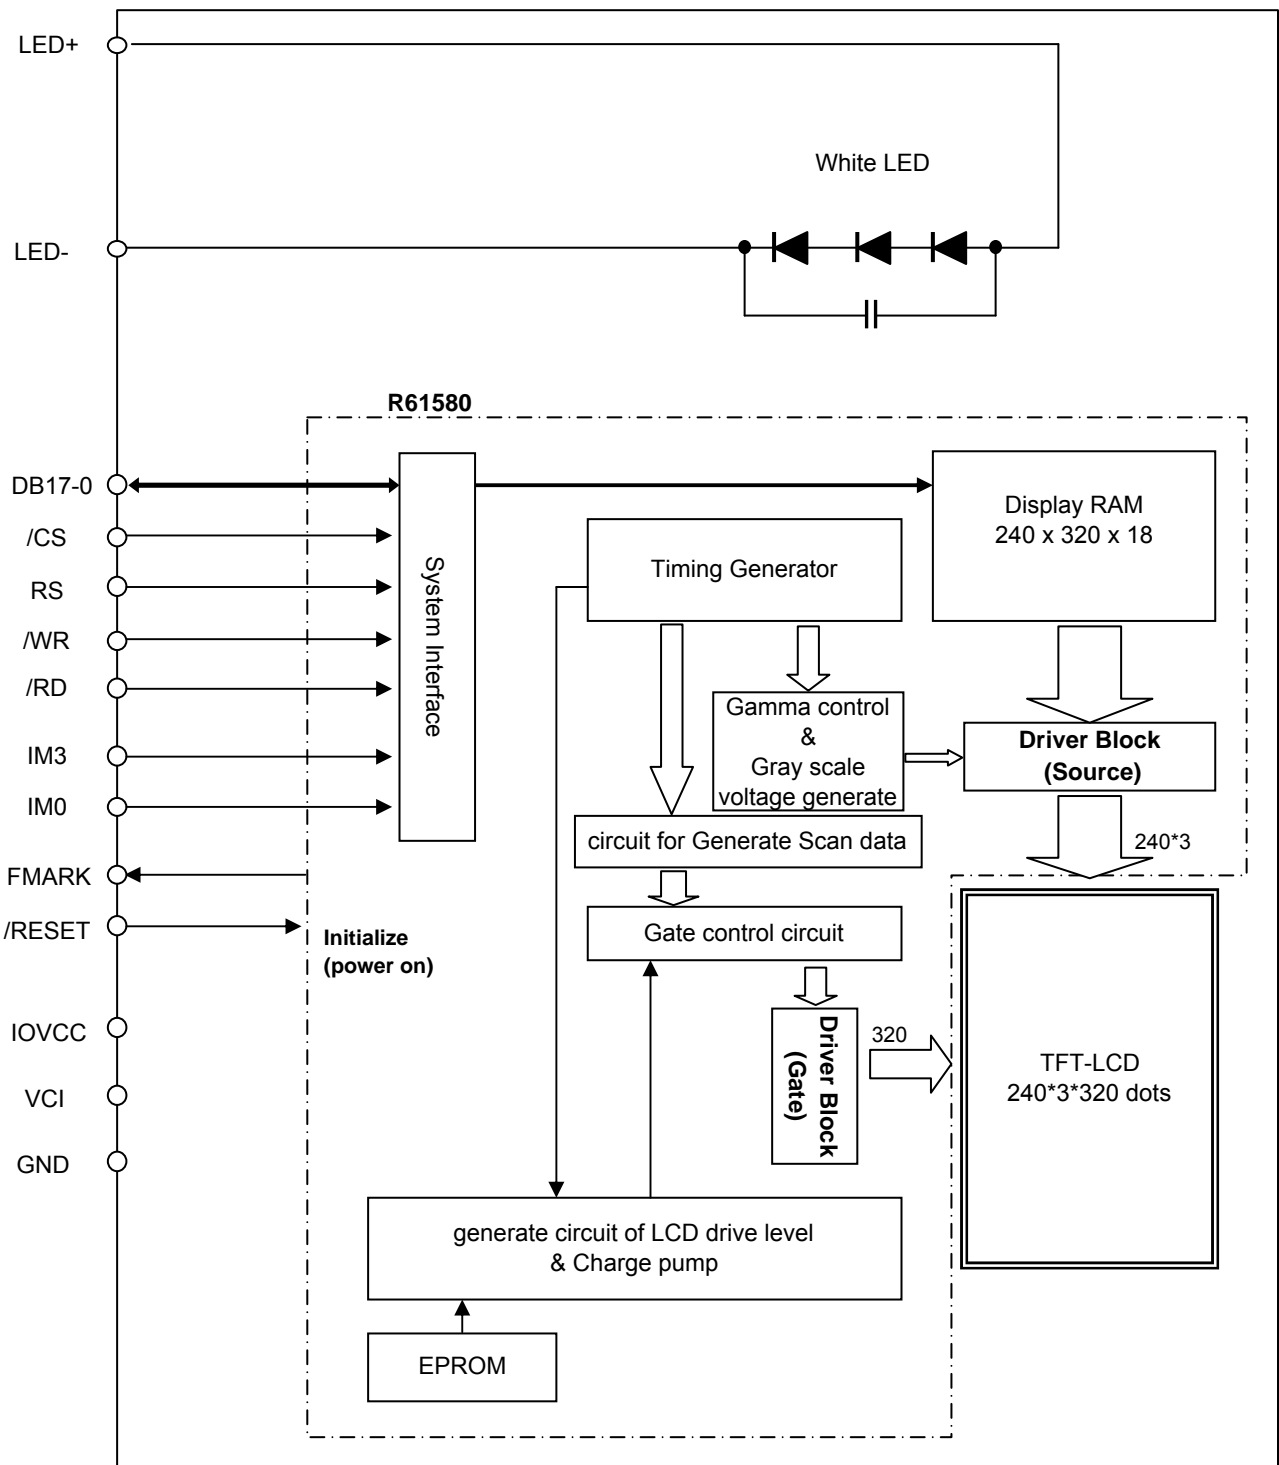 LED+
White LED
LED-
R61580
DB17-0
/CS
RS
/WR
/RD
IM3
IM0
FMARK
/RESET
IOVCC
VCI
GND
System Interface
Initialize
(power on)
Timing Generator
Display RAM
240 x 320 x 18
Gamma control
&
Gray scale
voltage generate
Driver Block
(Source)
circuit for Generate Scan data
240*3
Gate control circuit
Driver Block
(Gate)
320
TFT-LCD
240*3*320 dots
generate circuit of LCD drive level
& Charge pump
EPROM